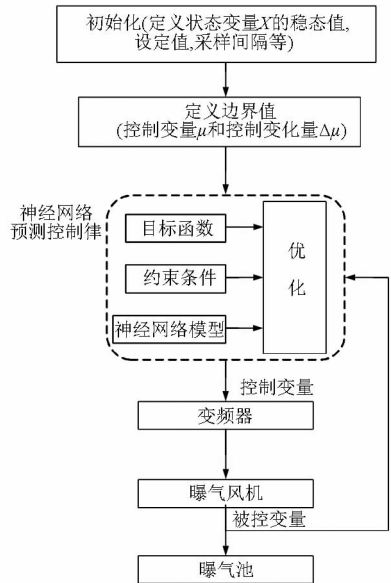 初始化(定义状态变量X的稳态值,
设定值,采样间隔等)
定义边界值
(控制变量μ和控制变化量Δμ)
神经网络
预测控制律
目标函数
约束条件
神经网络模型
优
化
控制变量
变频器
曝气风机
被控变量
曝气池